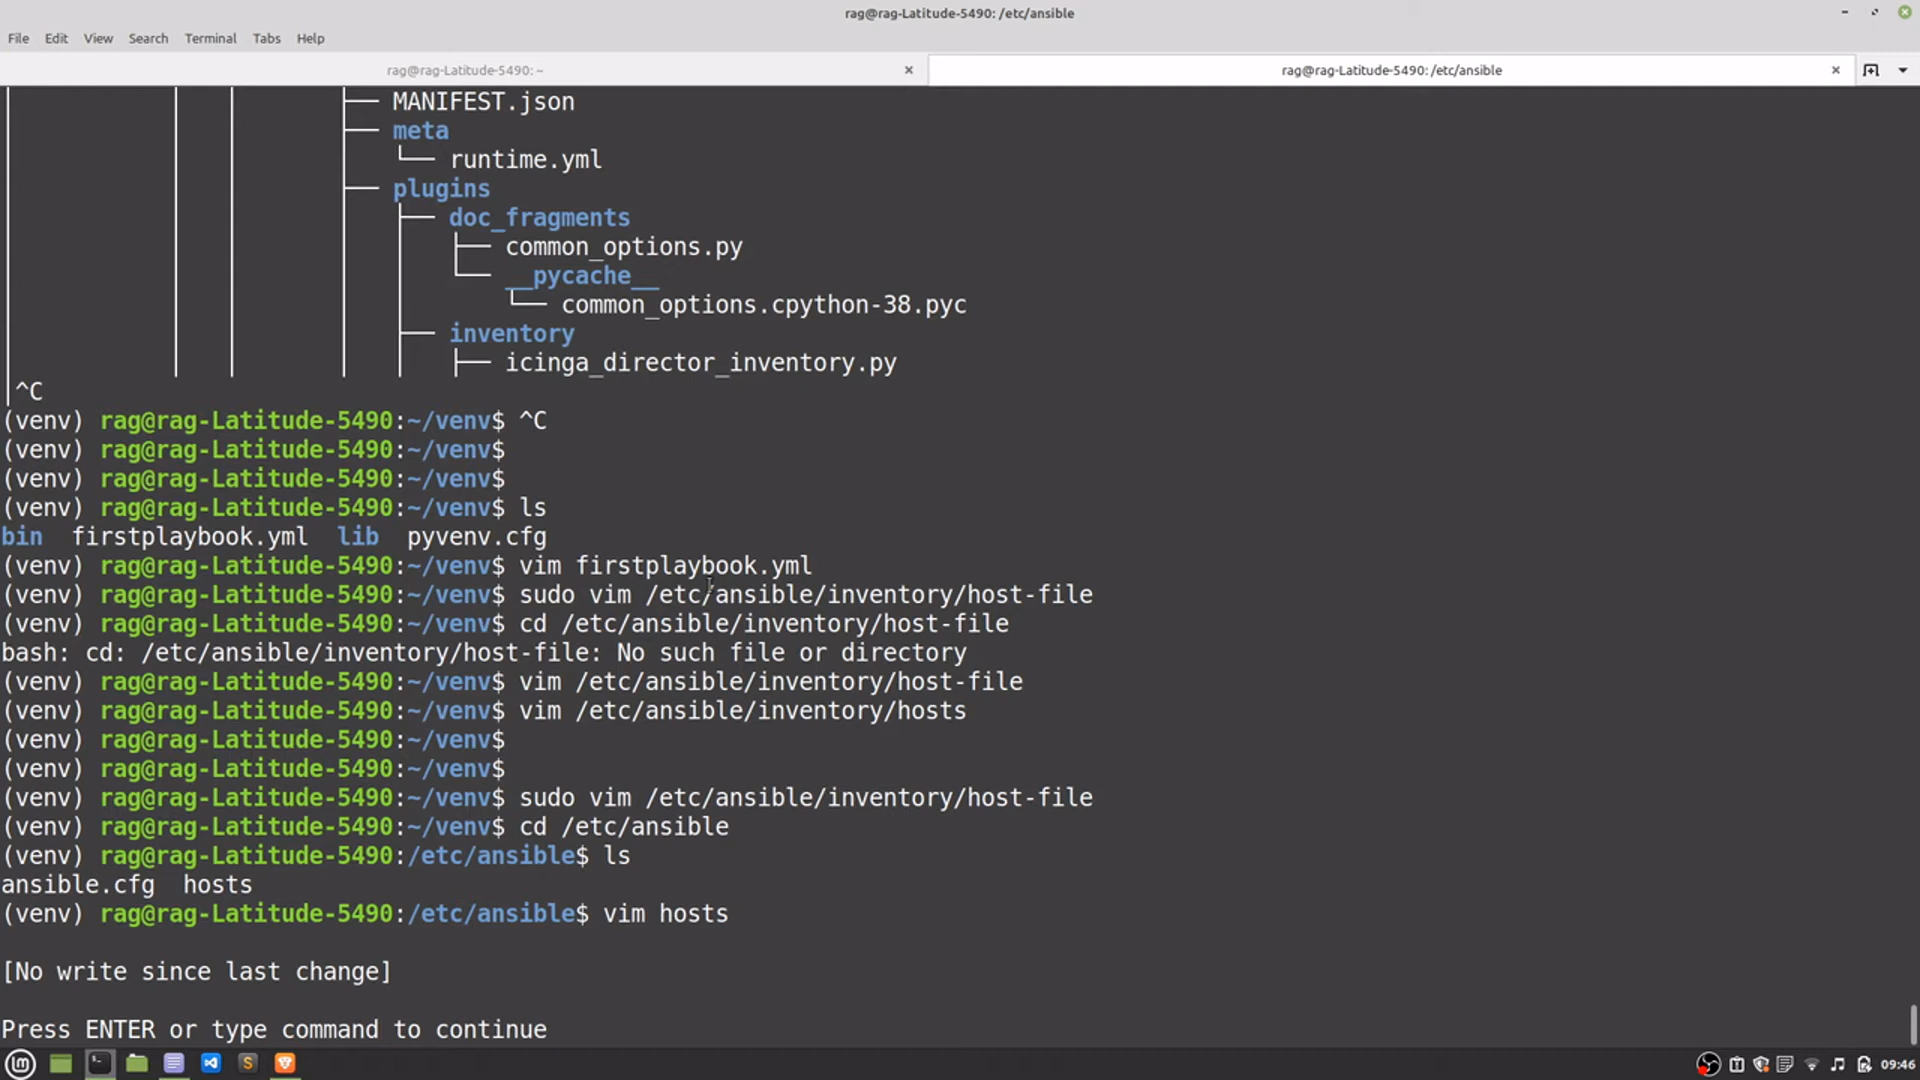 rag@rag-Latitude-5490: /etc/ansible
File Edit View Search Terminal Tabs Help
rag@rag-Latitude-5490: ~
rag@rag-Latitude-5490: /etc/ansible
MANIFEST.json
meta
runtime.yml
plugins
doc_fragments
common_options.py
__pycache__
common_options.cpython-38.pyc
inventory
icinga_director_inventory.py
^C
(venv) rag@rag-Latitude-5490:~/venv$ ^C
(venv) rag@rag-Latitude-5490:~/venv$
(venv) rag@rag-Latitude-5490:~/venv$
(venv) rag@rag-Latitude-5490:~/venv$ ls
bin firstplaybook.yml lib pyvenv.cfg
(venv) rag@rag-Latitude-5490:~/venv$ vim firstplaybook.yml
(venv) rag@rag-Latitude-5490:~/venv$ sudo vim /etc/ansible/inventory/host-file
(venv) rag@rag-Latitude-5490:~/venv$ cd /etc/ansible/inventory/host-file
bash: cd: /etc/ansible/inventory/host-file: No such file or directory
(venv) rag@rag-Latitude-5490:~/venv$ vim /etc/ansible/inventory/host-file
(venv) rag@rag-Latitude-5490:~/venv$ vim /etc/ansible/inventory/hosts
(venv) rag@rag-Latitude-5490:~/venv$
(venv) rag@rag-Latitude-5490:~/venv$
(venv) rag@rag-Latitude-5490:~/venv$ sudo vim /etc/ansible/inventory/host-file
(venv) rag@rag-Latitude-5490:~/venv$ cd /etc/ansible
(venv) rag@rag-Latitude-5490:/etc/ansible$ ls
ansible.cfg hosts
(venv) rag@rag-Latitude-5490:/etc/ansible$ vim hosts
[No write since last change]
Press ENTER or type command to continue
09:46